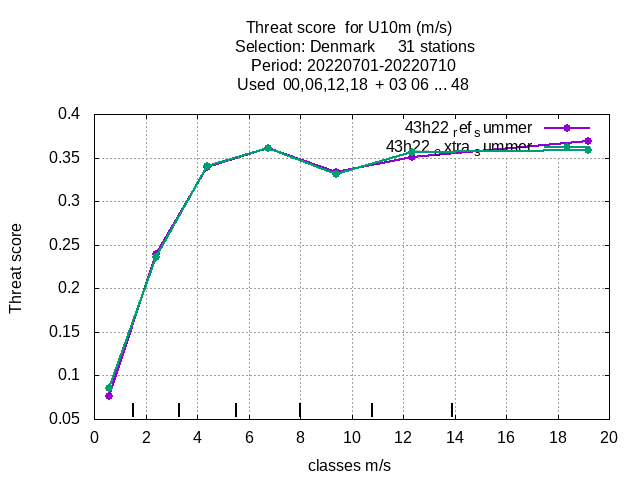 Threat score  for U10m (m/s)
Selection: Denmark     31 stations
Period: 20220701-20220710
Used  00,06,12,18  + 03 06 ... 48
0.4
0.35
0.3
0.25
0.2
0.15
0.1
0.05
Threat score
43h22 ref summer
43h22 extra summer
0 2 4 6 8 10 12 14 16 18 20
classes m/s